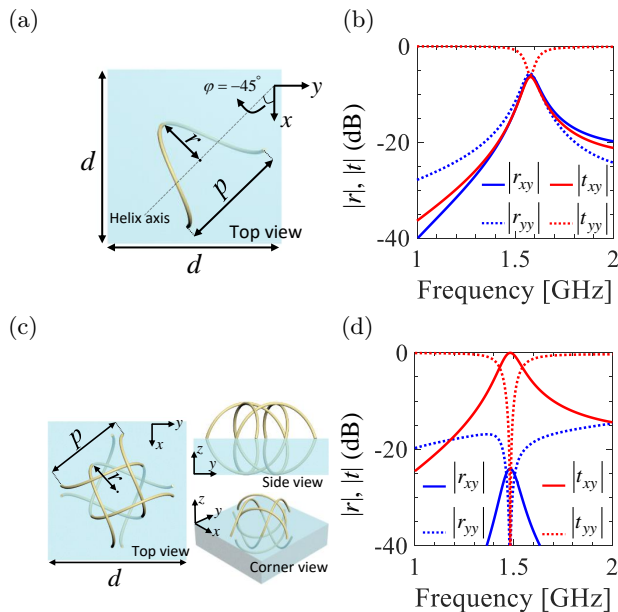 (a)
φ = −45°
y
x
r
d
p
Helix axis
Top view
d
(b)
|r|, |t| (dB)
0
-20
-40
|r_xy| |t_xy|
|r_yy| |t_yy|
1 1.5 2
Frequency [GHz]
(c)
p
y
x
r
Top view
d
z
y
Side view
z
y
x
Corner view
(d)
|r|, |t| (dB)
0
-20
-40
|r_xy| |t_xy|
|r_yy| |t_yy|
1 1.5 2
Frequency [GHz]